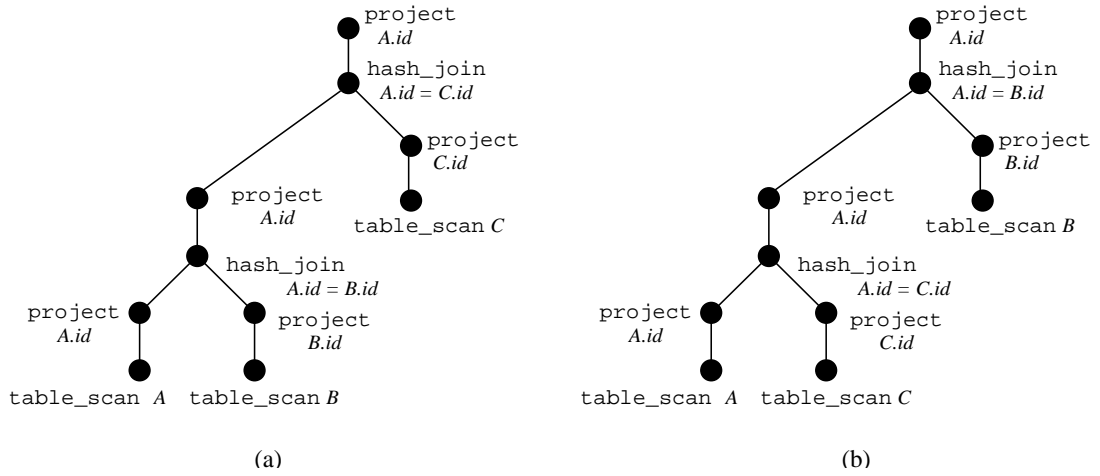 project
A.id
hash_join
A.id = C.id
project
C.id
table_scan C
project
A.id
hash_join
A.id = B.id
project
A.id
project
B.id
table_scan A
table_scan B
(a)
project
A.id
hash_join
A.id = B.id
project
B.id
table_scan B
project
A.id
hash_join
A.id = C.id
project
A.id
project
C.id
table_scan A
table_scan C
(b)